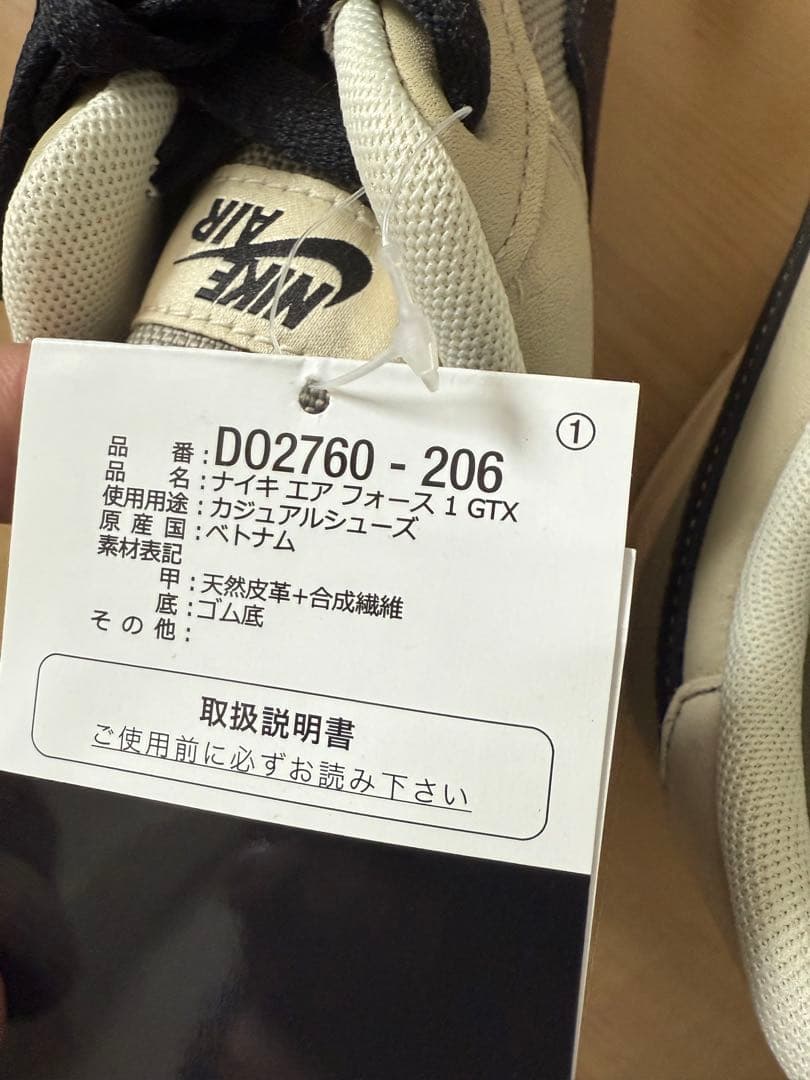 NIKE
AIR
①
品番:DO2760-206
品名:ナイキ エア フォース 1 GTX
使用用途:カジュアルシューズ
原産国:ベトナム
素材表記
甲:天然皮革+合成繊維
底:ゴム底
その他:
取扱説明書
ご使用前に必ずお読み下さい